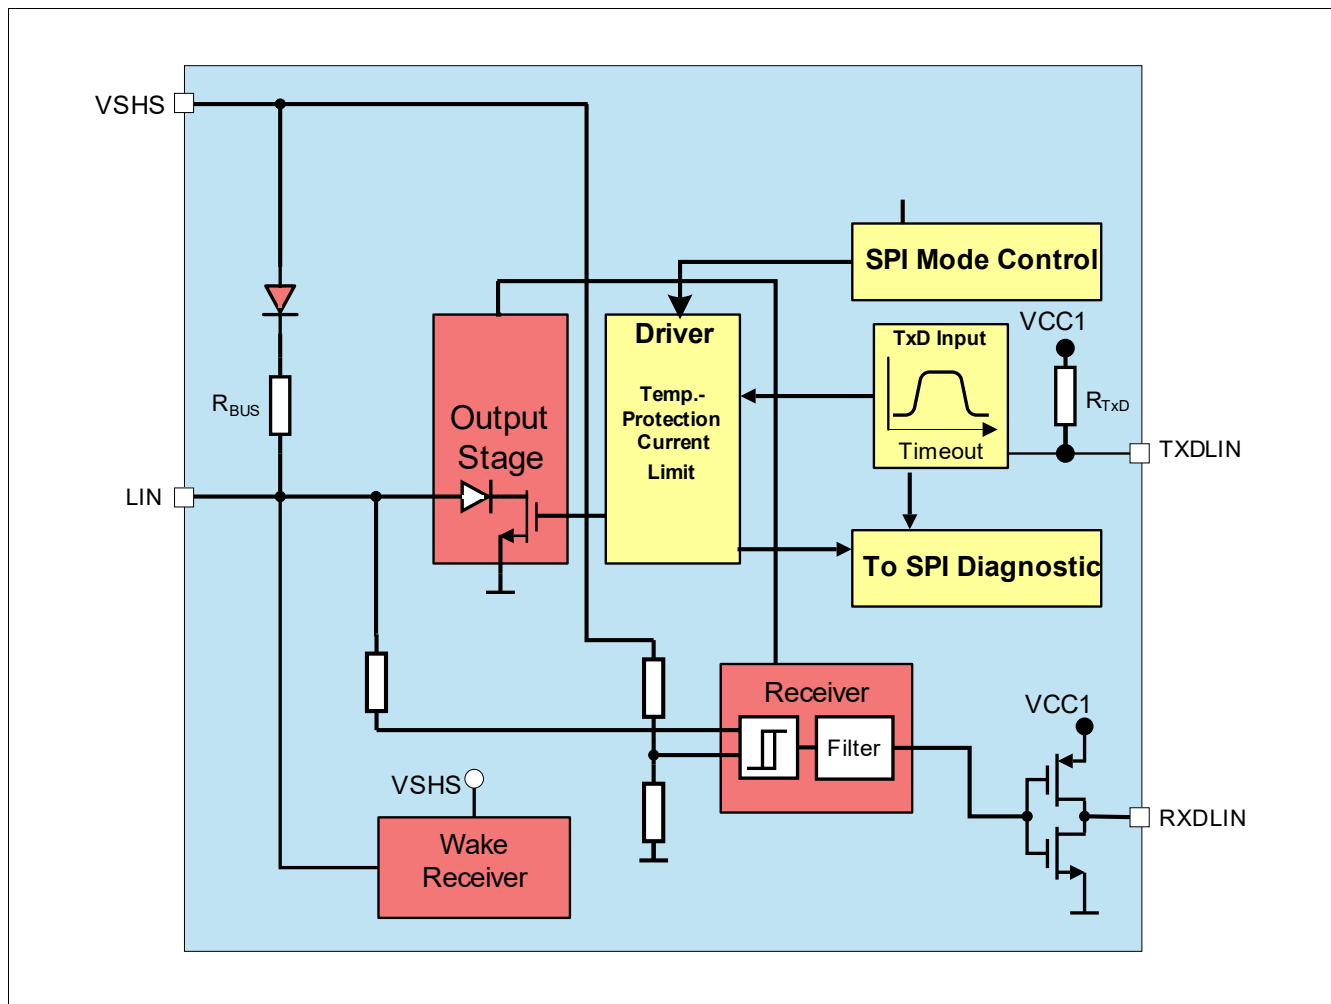 VSHS
SPI Mode Control
VCC1
Driver
TxD Input
Temp.-
Protection
Current
Limit
RBUS
RTxD
Output
Stage
Timeout
TXDLIN
LIN
To SPI Diagnostic
Receiver
VCC1
Filter
VSHS
RXDLIN
Wake
Receiver